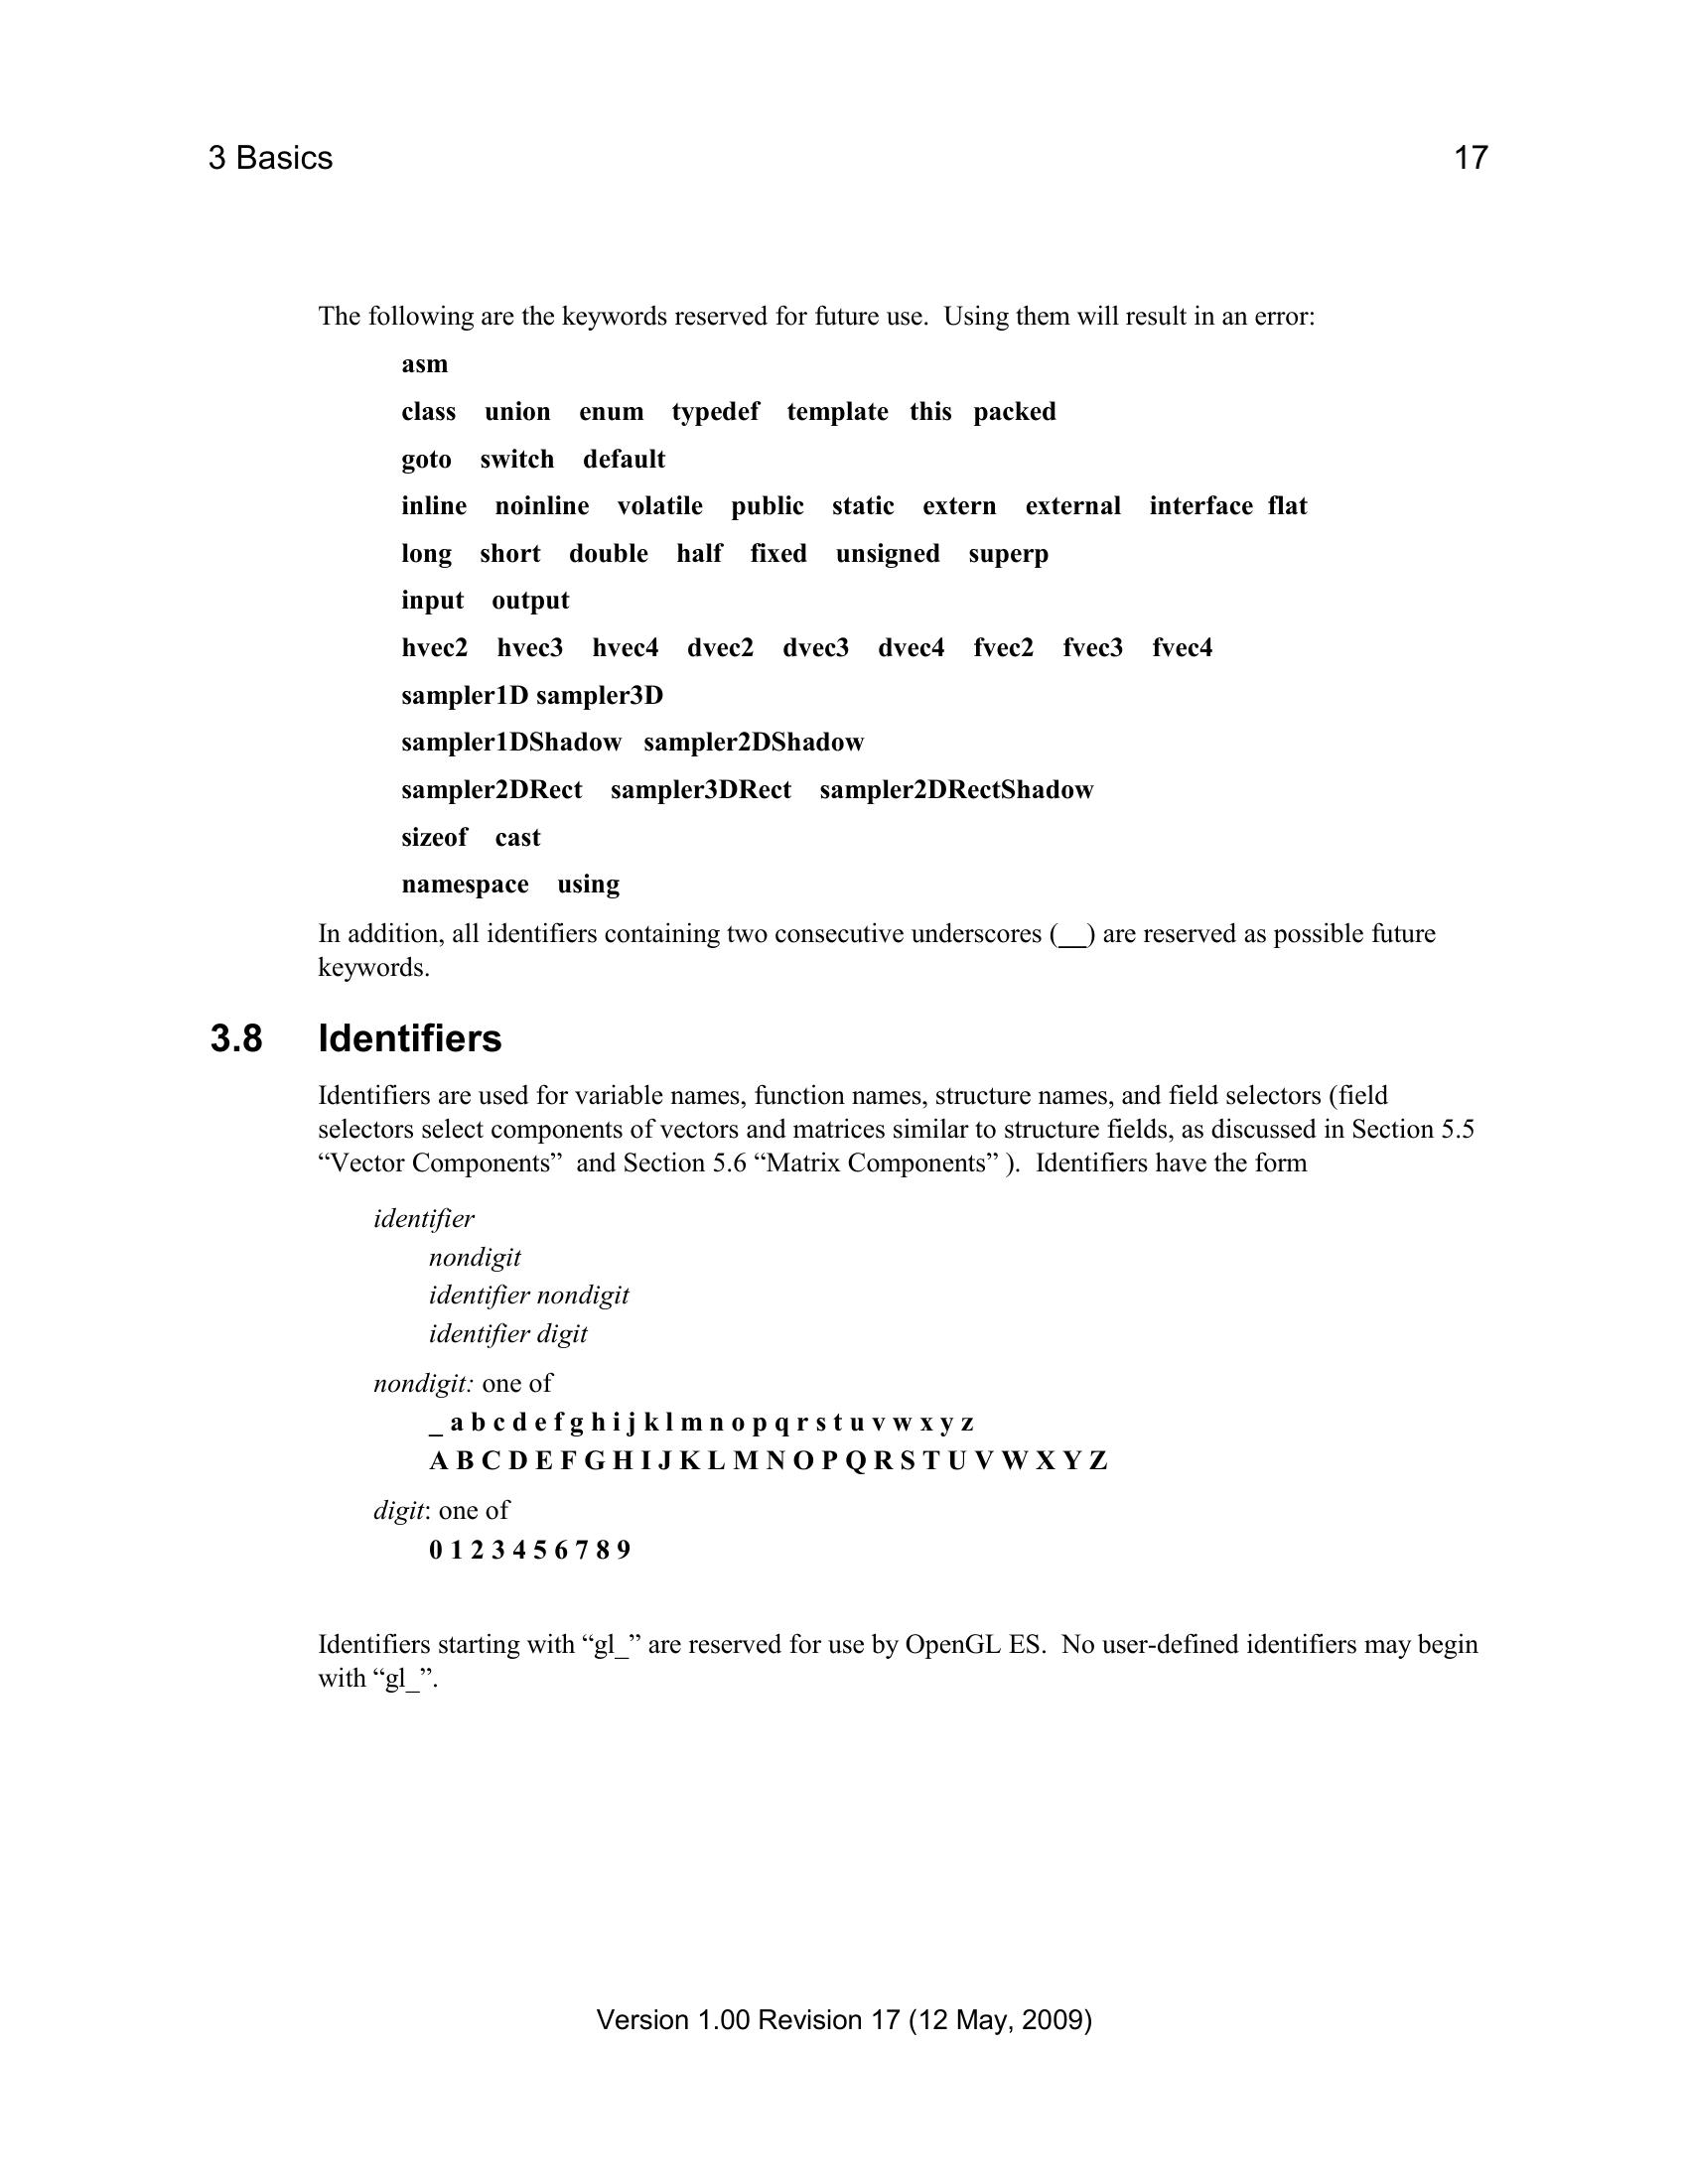 3 Basics 17
The following are the keywords reserved for future use.  Using them will result in an error:
asm
class union enum typedef template this packed
goto switch default
inline noinline volatile public static extern external interface flat
long short double half fixed unsigned superp
input output
hvec2 hvec3 hvec4 dvec2 dvec3 dvec4 fvec2 fvec3 fvec4
sampler1D sampler3D
sampler1DShadow sampler2DShadow
sampler2DRect sampler3DRect sampler2DRectShadow
sizeof cast
namespace using
In addition, all identifiers containing two consecutive underscores (__) are reserved as possible future
keywords.
3.8 Identifiers
Identifiers are used for variable names, function names, structure names, and field selectors (field
selectors select components of vectors and matrices similar to structure fields, as discussed in Section 5.5
“Vector Components”  and Section 5.6 “Matrix Components” ).  Identifiers have the form
identifier
nondigit
identifier nondigit
identifier digit
nondigit: one of
_ a b c d e f g h i j k l m n o p q r s t u v w x y z
A B C D E F G H I J K L M N O P Q R S T U V W X Y Z
digit: one of
0 1 2 3 4 5 6 7 8 9
Identifiers starting with “gl_” are reserved for use by OpenGL ES.  No user-defined identifiers may begin
with “gl_”.
Version 1.00 Revision 17 (12 May, 2009)